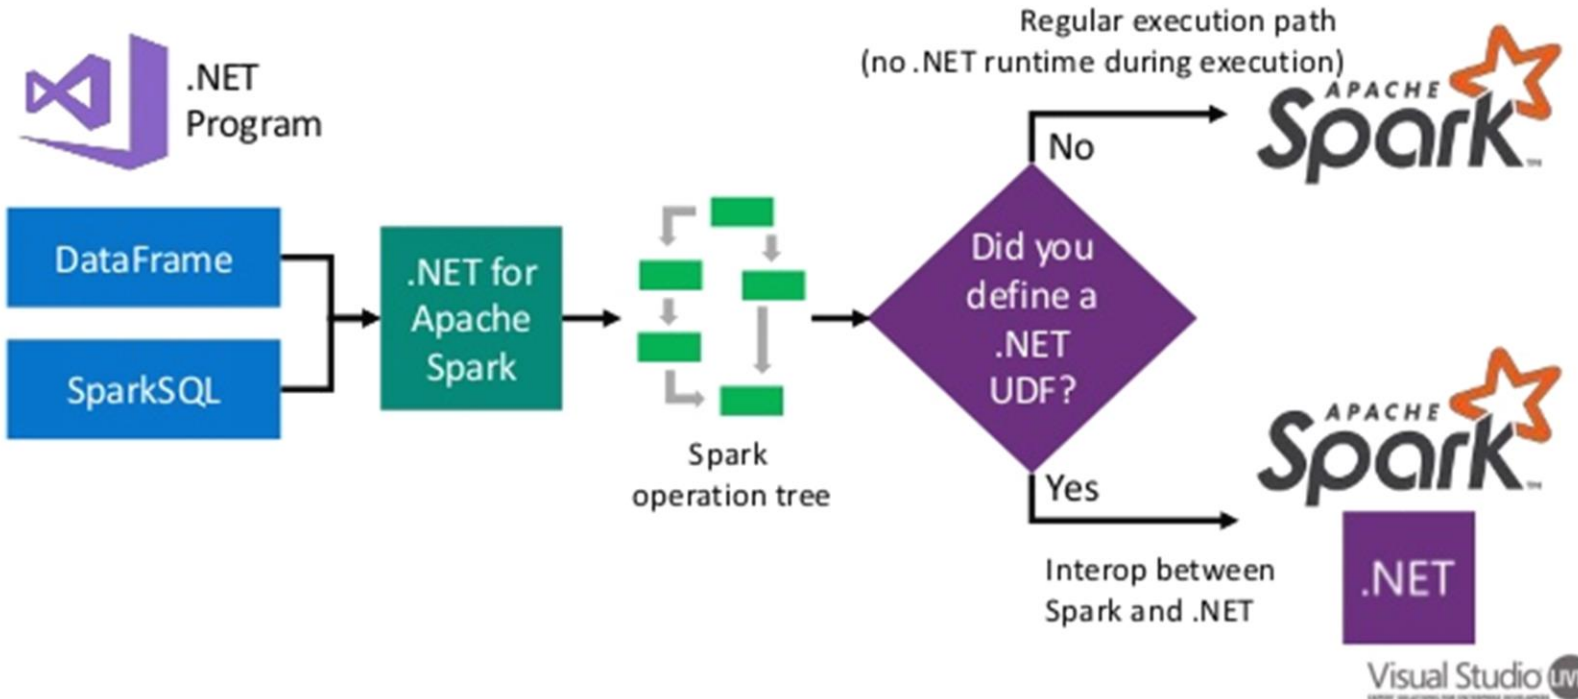 .NET
Program
DataFrame
SparkSQL
.NET for
Apache
Spark
Spark
operation tree
Did you
define a
.NET
UDF?
No
Regular execution path
(no .NET runtime during execution)
APACHE
Spark
TM
Yes
Interop between
Spark and .NET
APACHE
Spark
TM
.NET
Visual Studio